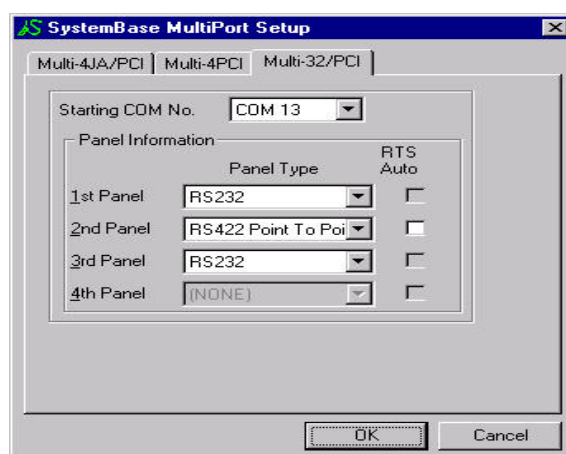 SystemBase MultiPort Setup
Multi-4JA/PCI Multi-4PCI Multi-32/PCI
Starting COM No. COM 13
Panel Information
Panel Type RTS Auto
1st Panel RS232
2nd Panel RS422 Point To Poi
3rd Panel RS232
4th Panel (NONE)
OK Cancel